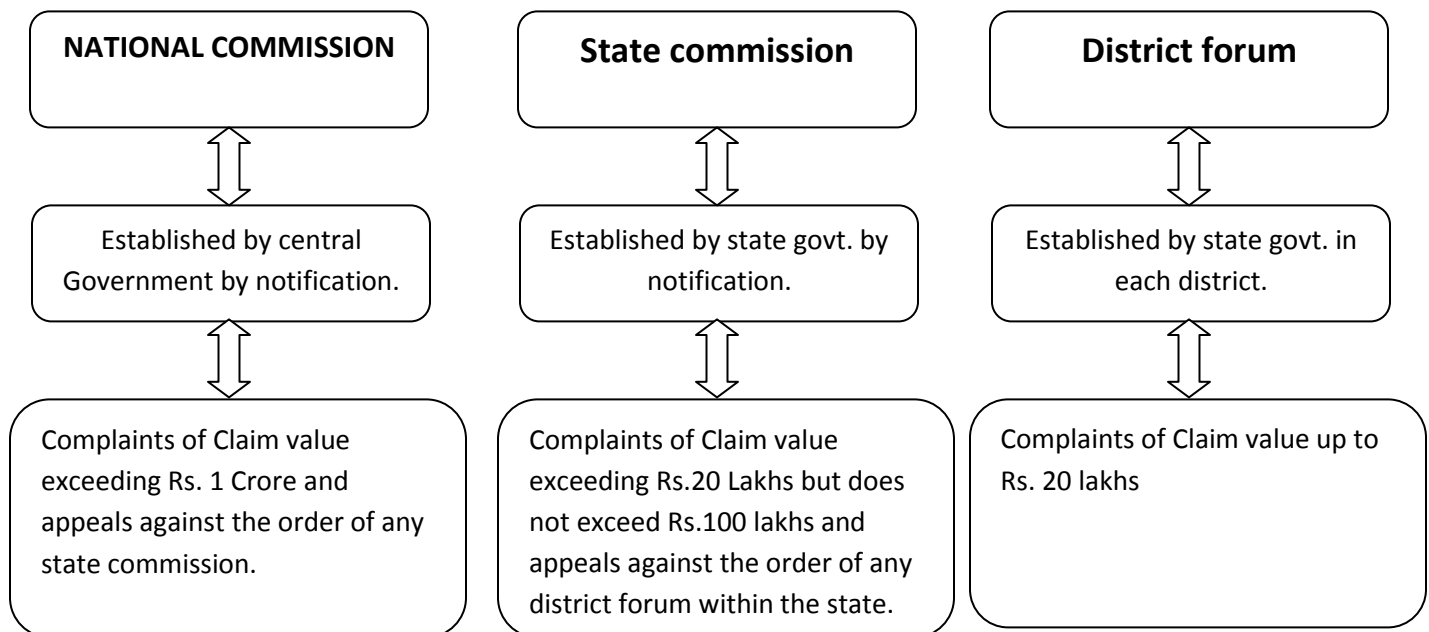 NATIONAL COMMISSION
State commission
District forum
Established by central
Government by notification.
Established by state govt. by
notification.
Established by state govt. in
each district.
Complaints of Claim value
exceeding Rs. 1 Crore and
appeals against the order of any
state commission.
Complaints of Claim value
exceeding Rs.20 Lakhs but does
not exceed Rs.100 lakhs and
appeals against the order of any
district forum within the state.
Complaints of Claim value up to
Rs. 20 lakhs